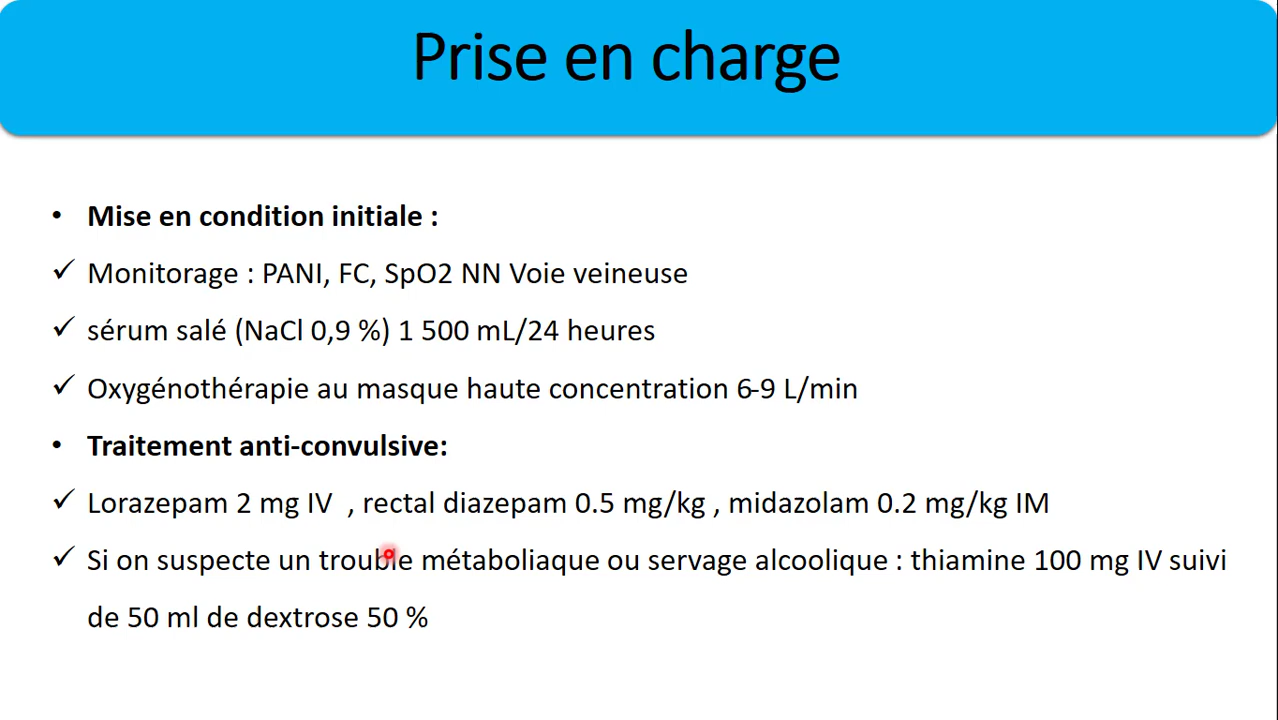 Prise en charge
• Mise en condition initiale :
✓ Monitorage : PANI, FC, SpO2 NN Voie veineuse
✓ sérum salé (NaCl 0,9 %) 1 500 mL/24 heures
✓ Oxygénothérapie au masque haute concentration 6-9 L/min
• Traitement anti-convulsive:
✓ Lorazepam 2 mg IV , rectal diazepam 0.5 mg/kg , midazolam 0.2 mg/kg IM
✓ Si on suspecte un trouble métaboliaque ou servage alcoolique : thiamine 100 mg IV suivi
de 50 ml de dextrose 50 %